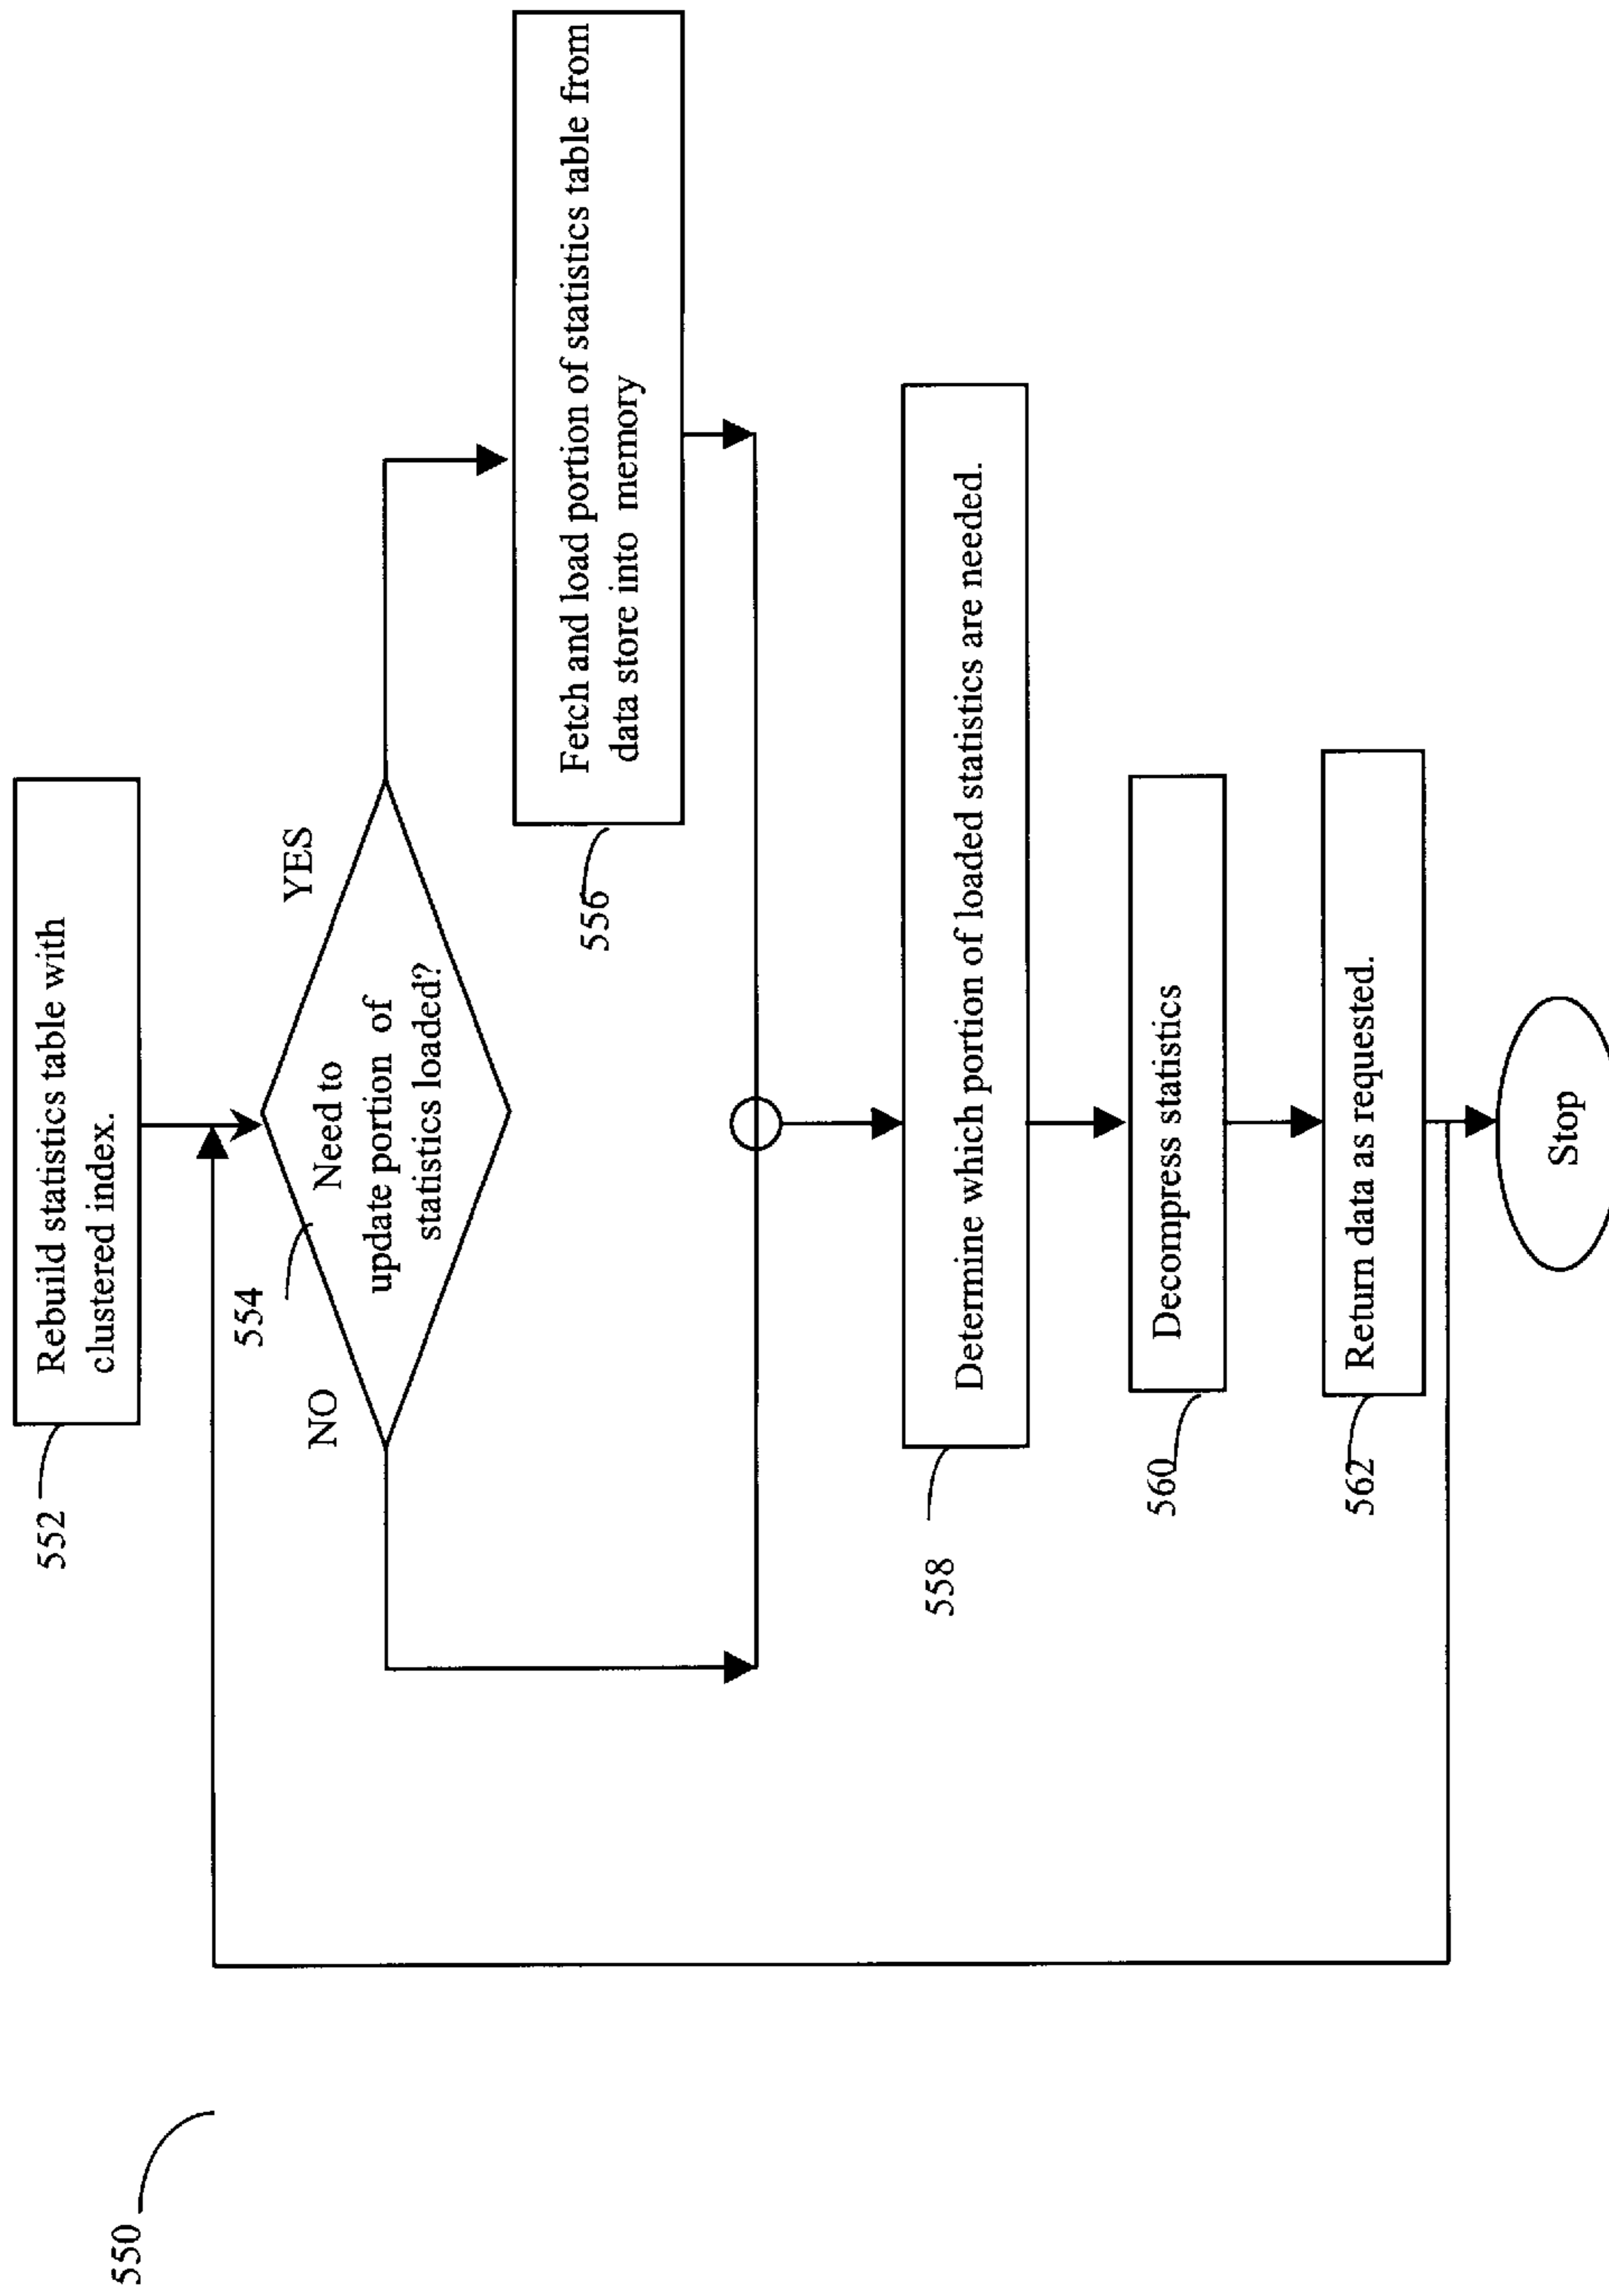 550
552
Rebuild statistics table with
clustered index.
554
Need to
update portion of
statistics loaded?
NO
YES
556
Fetch and load portion of statistics table from
data store into memory
558
Determine which portion of loaded statistics are needed.
560
Decompress statistics
562
Return data as requested.
Stop